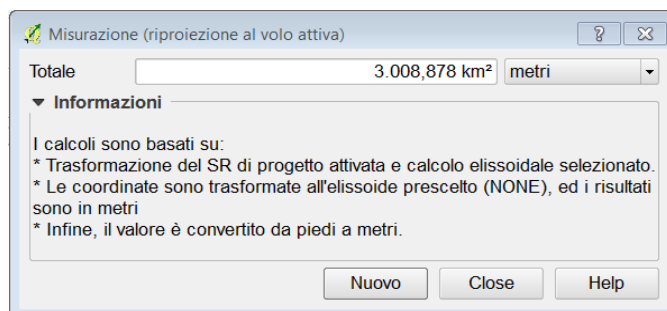 Misurazione (riproiezione al volo attiva)
Totale 3.008,878 km² metri
Informazioni
I calcoli sono basati su:
* Trasformazione del SR di progetto attivata e calcolo elissoidale selezionato.
* Le coordinate sono trasformate all'elissoide prescelto (NONE), ed i risultati
sono in metri
* Infine, il valore è convertito da piedi a metri.
Nuovo Close Help